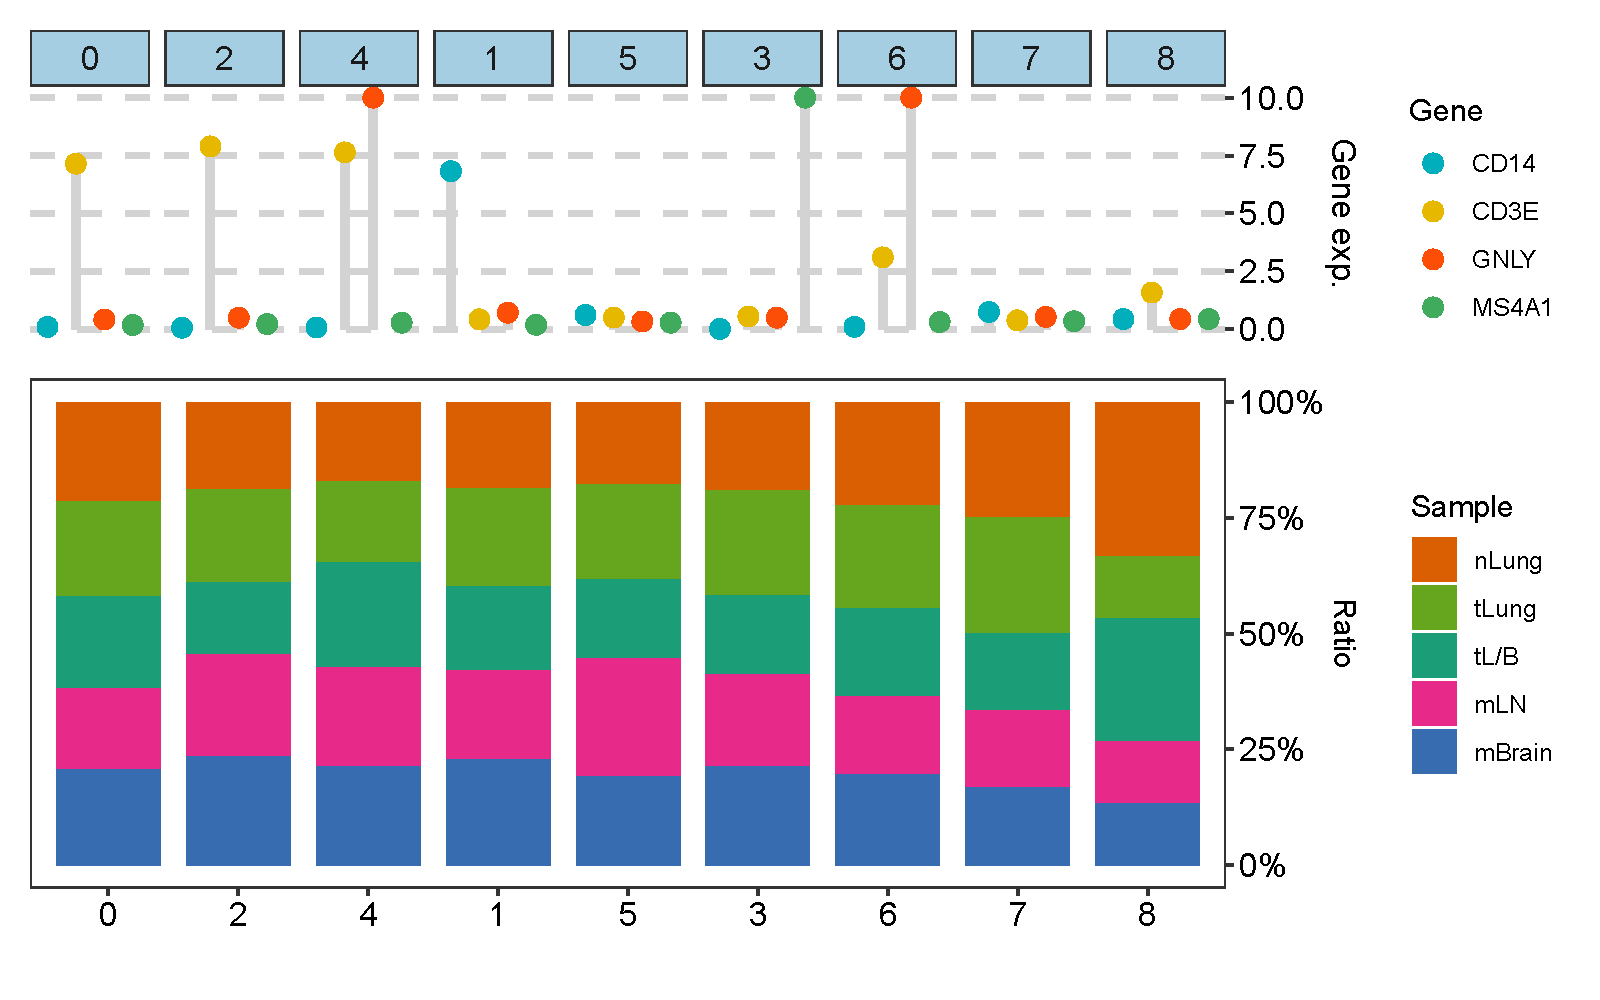 0 2 4 1 5 3 6 7 8
10.0
7.5
5.0
2.5
0.0
Gene exp.
Gene
CD14
CD3E
GNLY
MS4A1
100%
75%
50%
25%
0%
Ratio
Sample
nLung
tLung
tL/B
mLN
mBrain
0 2 4 1 5 3 6 7 8